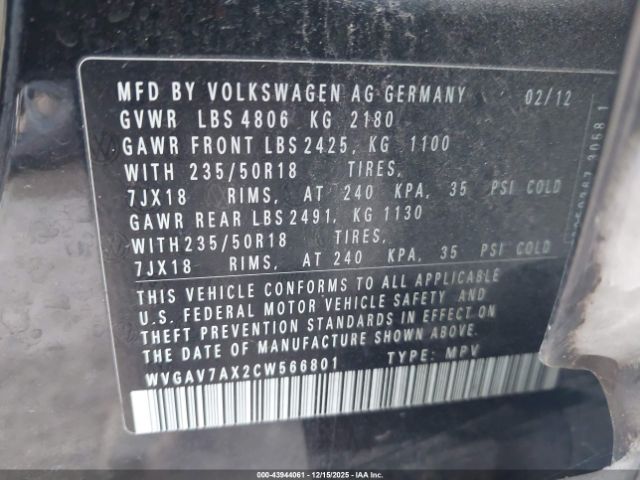 MFD BY VOLKSWAGEN AG GERMANY 02/12
GVWR LBS 4806 KG 2180
GAWR FRONT LBS 2425, KG 1100
WITH 235/50R18 TIRES,
7JX18 RIMS, AT 240 KPA, 35 PSI COLD
GAWR REAR LBS 2491, KG 1130
WITH 235/50R18 TIRES,
7JX18 RIMS, AT 240 KPA, 35 PSI COLD
THIS VEHICLE CONFORMS TO ALL APPLICABLE
U.S. FEDERAL MOTOR VEHICLE SAFETY AND
THEFT PREVENTION STANDARDS IN EFFECT ON
THE DATE OF MANUFACTURE SHOWN ABOVE.
WVGAV7AX2CW566801 TYPE: MPV
000-43944061 - 12/15/2025 - IAAI.com